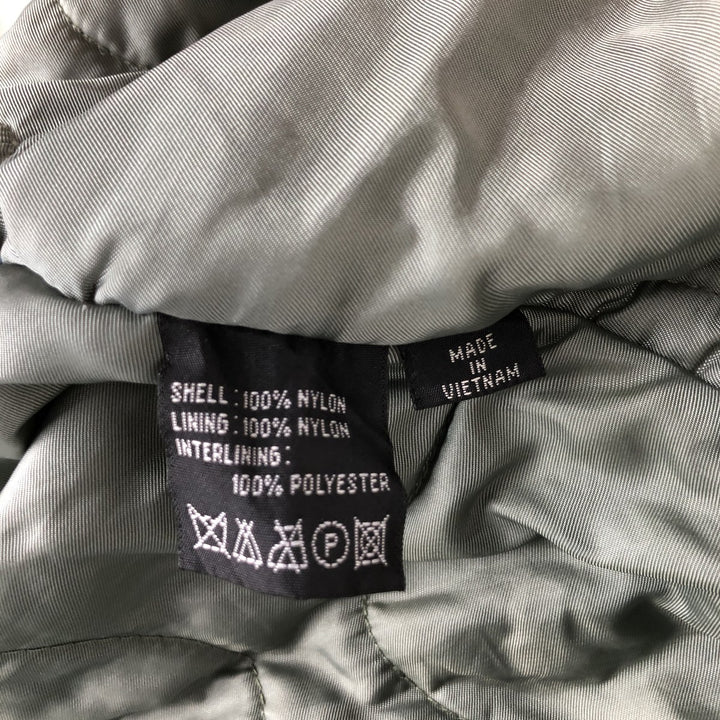 SHELL : 100% NYLON
LINING : 100% NYLON
INTERLINING :
100% POLYESTER
P
MADE
IN
VIETNAM